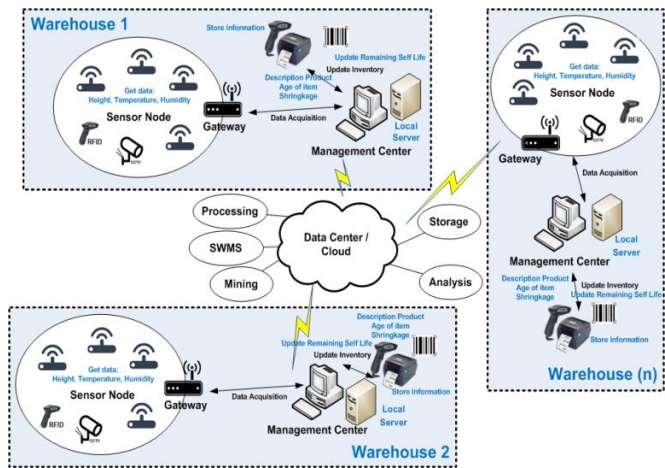 Warehouse 1
Store Information
Update Remaining Self Life
Update Inventory
Description Product
Age of item
Shringkage
Get data:
Height, Temperature, Humidity
Sensor Node
RFID
CCTV
Gateway
Data Acquisition
Local
Server
Management Center
Processing
SWMS
Mining
Data Center /
Cloud
Storage
Analysis
Get data:
Height, Temperature, Humidity
Sensor Node
RFID
CCTV
Gateway
Data Acquisition
Description Product
Age of item
Shringkage
Update Remaining Self Life
Update Inventory
Store Information
Local
Server
Management Center
Warehouse 2
Get data:
Height, Temperature, Humidity
Sensor Node
RFID
CCTV
Gateway
Data Acquisition
Local
Server
Management Center
Description Product
Age of item
Shringkage
Update Inventory
Update Remaining Self Life
Store Information
Warehouse (n)